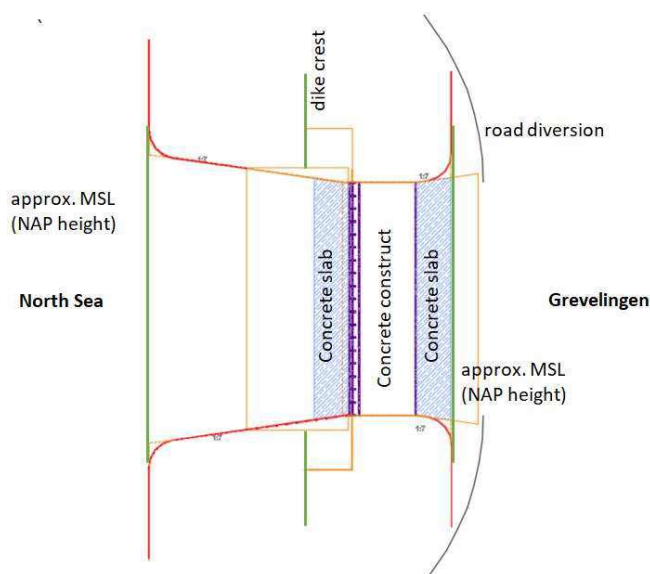 dike crest
road diversion
1:7
1:7
approx. MSL
(NAP height)
Concrete slab
Concrete construct
Concrete slab
North Sea
Grevelingen
approx. MSL
(NAP height)
1:7
1:7